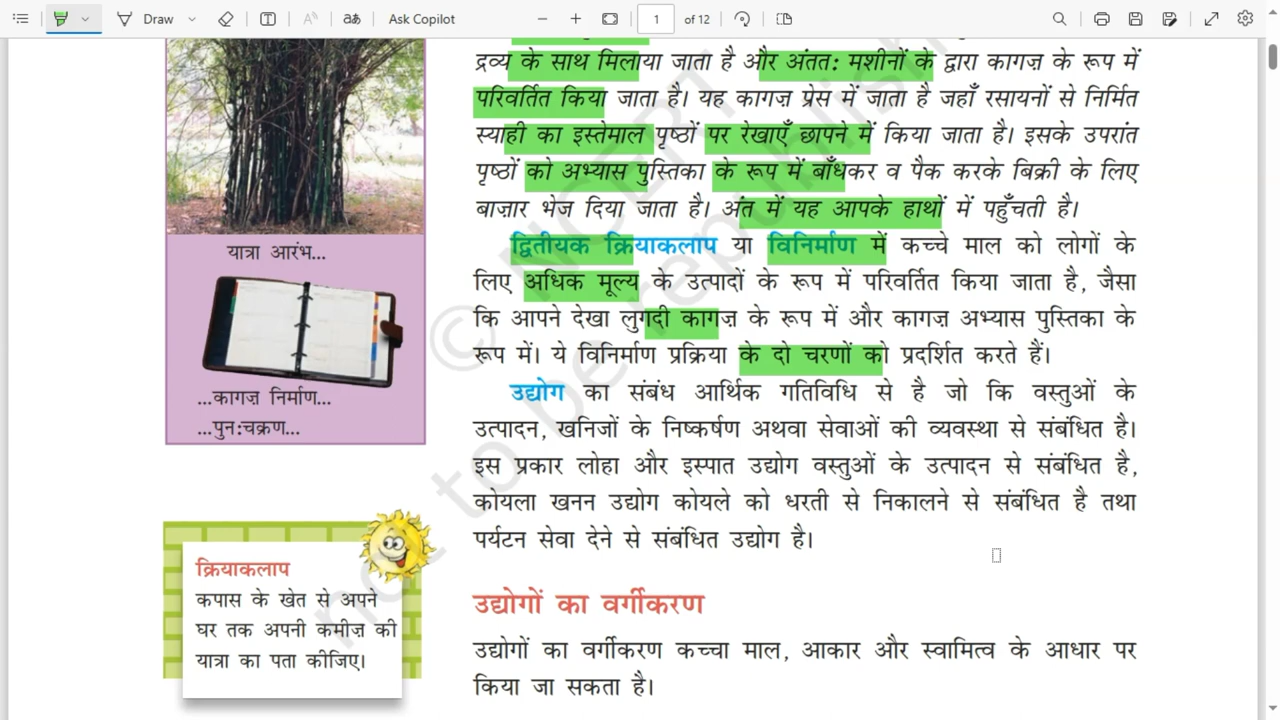 Draw
Ask Copilot
1 of 12
द्रव्य के साथ मिलाया जाता है और अंततः मशीनों के द्वारा कागज़ के रूप में
परिवर्तित किया जाता है। यह कागज़ प्रेस में जाता है जहाँ रसायनों से निर्मित
स्याही का इस्तेमाल पृष्ठों पर रेखाएँ छापने में किया जाता है। इसके उपरांत
पृष्ठों को अभ्यास पुस्तिका के रूप में बाँधकर व पैक करके बिक्री के लिए
बाज़ार भेज दिया जाता है। अंत में यह आपके हाथों में पहुँचती है।
द्वितीयक क्रियाकलाप या विनिर्माण में कच्चे माल को लोगों के
लिए अधिक मूल्य के उत्पादों के रूप में परिवर्तित किया जाता है, जैसा
कि आपने देखा लुगदी कागज़ के रूप में और कागज़ अभ्यास पुस्तिका के
रूप में। ये विनिर्माण प्रक्रिया के दो चरणों को प्रदर्शित करते हैं।
उद्योग का संबंध आर्थिक गतिविधि से है जो कि वस्तुओं के
उत्पादन, खनिजों के निष्कर्षण अथवा सेवाओं की व्यवस्था से संबंधित है।
इस प्रकार लोहा और इस्पात उद्योग वस्तुओं के उत्पादन से संबंधित है,
कोयला खनन उद्योग कोयले को धरती से निकालने से संबंधित है तथा
पर्यटन सेवा देने से संबंधित उद्योग है।
उद्योगों का वर्गीकरण
उद्योगों का वर्गीकरण कच्चा माल, आकार और स्वामित्व के आधार पर
किया जा सकता है।
यात्रा आरंभ...
...कागज़ निर्माण...
...पुन:चक्रण...
क्रियाकलाप
कपास के खेत से अपने
घर तक अपनी कमीज़ की
यात्रा का पता कीजिए।
© NCERT
not to be republish